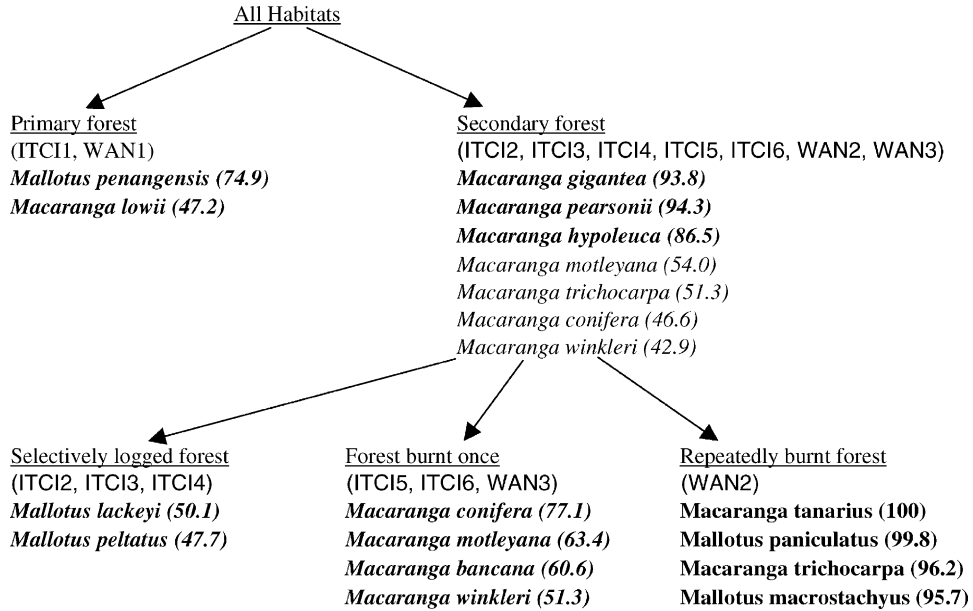 All Habitats
Primary forest
(ITCI1, WAN1)
Mallotus penangensis (74.9)
Macaranga lowii (47.2)
Secondary forest
(ITCI2, ITCI3, ITCI4, ITCI5, ITCI6, WAN2, WAN3)
Macaranga gigantea (93.8)
Macaranga pearsonii (94.3)
Macaranga hypoleuca (86.5)
Macaranga motleyana (54.0)
Macaranga trichocarpa (51.3)
Macaranga conifera (46.6)
Macaranga winkleri (42.9)
Selectively logged forest
(ITCI2, ITCI3, ITCI4)
Mallotus lackeyi (50.1)
Mallotus peltatus (47.7)
Forest burnt once
(ITCI5, ITCI6, WAN3)
Macaranga conifera (77.1)
Macaranga motleyana (63.4)
Macaranga bancana (60.6)
Macaranga winkleri (51.3)
Repeatedly burnt forest
(WAN2)
Macaranga tanarius (100)
Mallotus paniculatus (99.8)
Macaranga trichocarpa (96.2)
Mallotus macrostachyus (95.7)